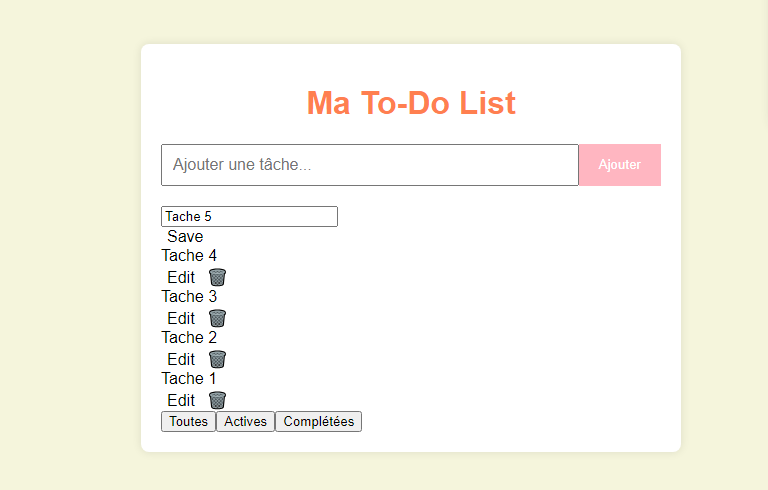 Ma To-Do List
Ajouter une tâche... Ajouter
Tache 5
Save
Tache 4
Edit
Tache 3
Edit
Tache 2
Edit
Tache 1
Edit
Toutes Actives Complétées